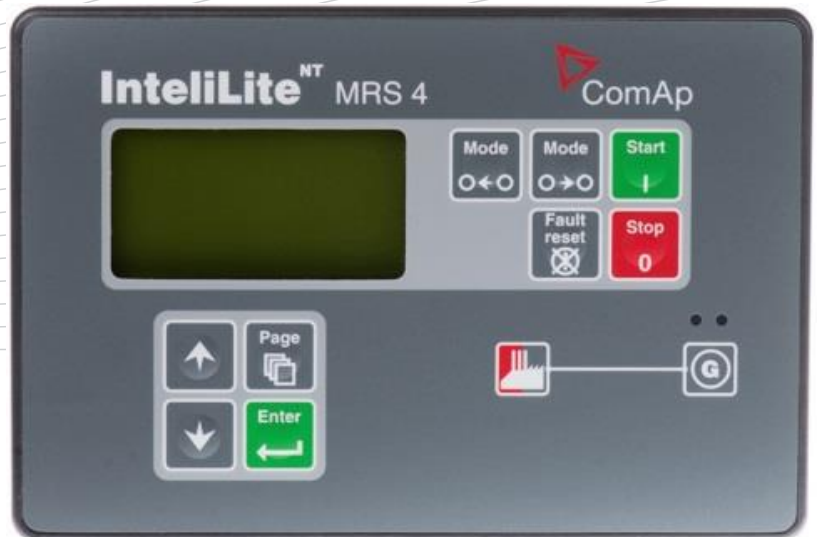 InteliLite NT MRS 4
ComAp
Mode
Mode
Start
I
Fault
reset
Stop
0
Page
Enter
G